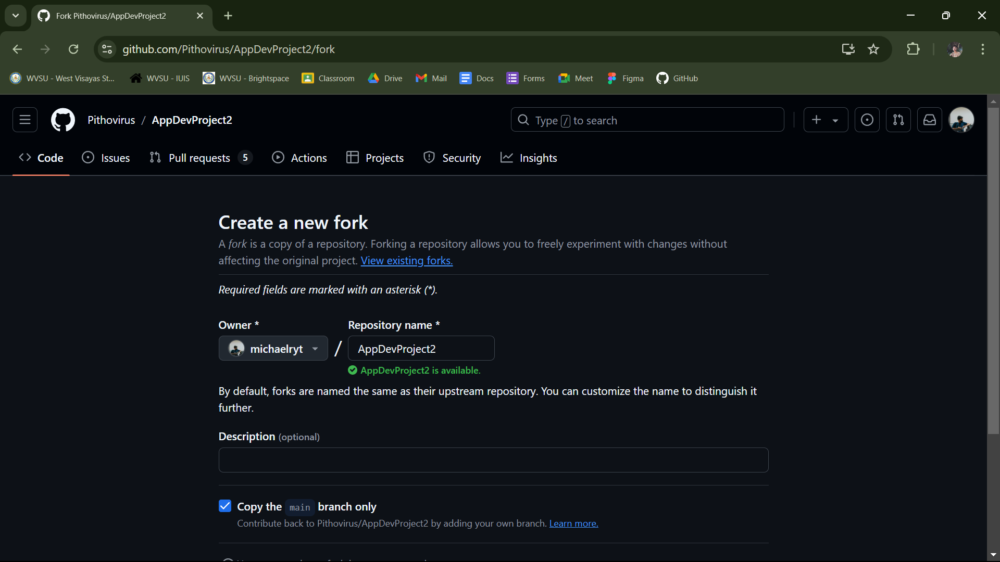 Fork Pithovirus/AppDevProject2
github.com/Pithovirus/AppDevProject2/fork
WVSU - West Visayas St... WVSU - IUIS WVSU - Brightspace Classroom Drive Mail Docs Forms Meet Figma GitHub
Pithovirus / AppDevProject2 Type / to search
Code Issues Pull requests 5 Actions Projects Security Insights
Create a new fork
A fork is a copy of a repository. Forking a repository allows you to freely experiment with changes without
affecting the original project. View existing forks.
Required fields are marked with an asterisk (*).
Owner * Repository name *
michaelryt / AppDevProject2
AppDevProject2 is available.
By default, forks are named the same as their upstream repository. You can customize the name to distinguish it
further.
Description (optional)
Copy the main branch only
Contribute back to Pithovirus/AppDevProject2 by adding your own branch. Learn more.